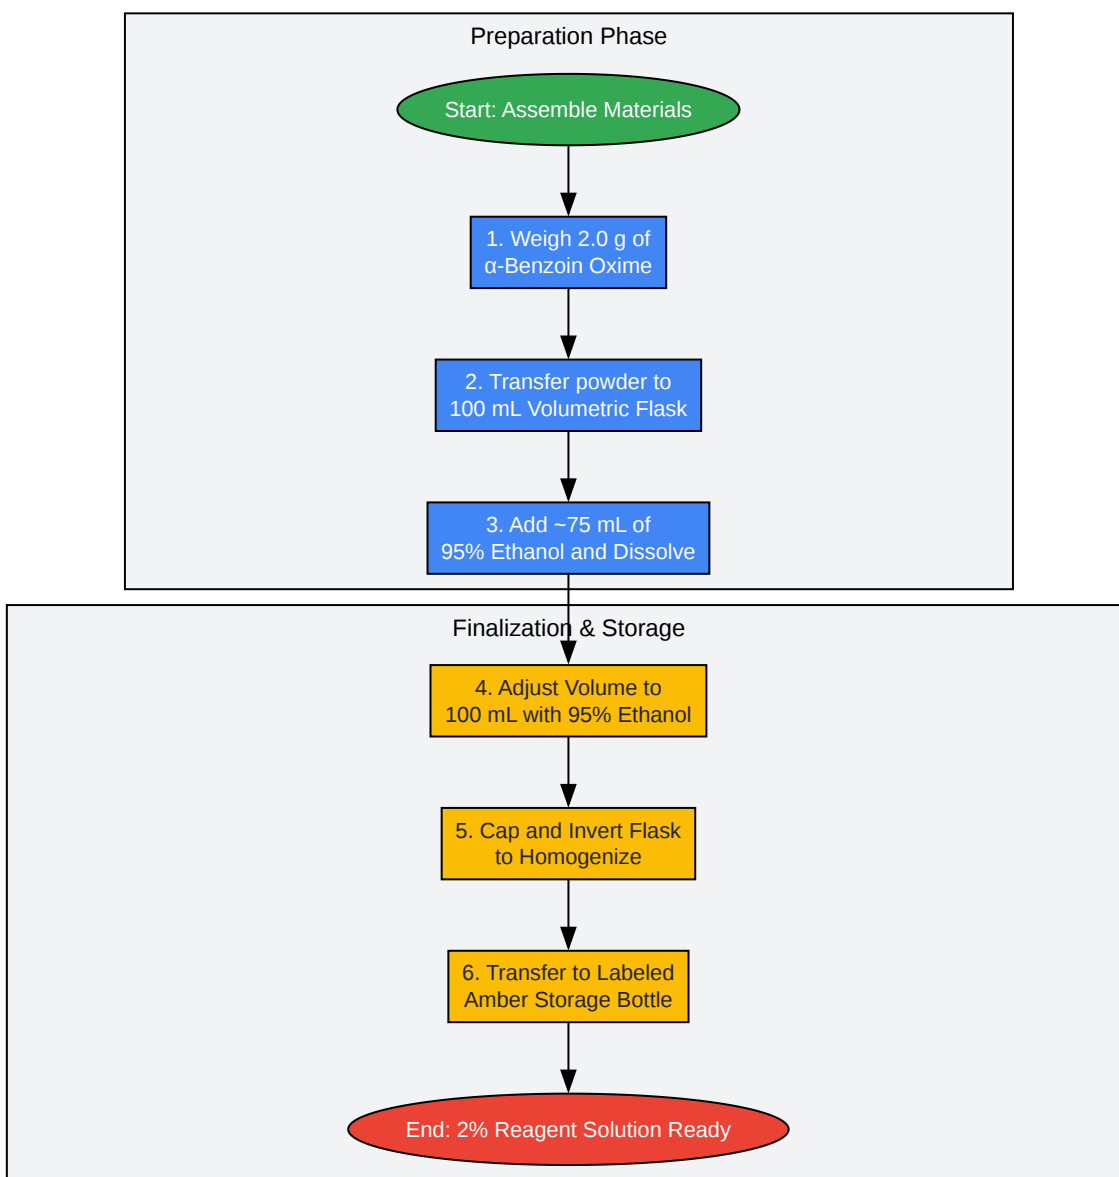 Preparation Phase
Start: Assemble Materials
1. Weigh 2.0 g of
α-Benzoin Oxime
2. Transfer powder to
100 mL Volumetric Flask
3. Add ~75 mL of
95% Ethanol and Dissolve
Finalization & Storage
4. Adjust Volume to
100 mL with 95% Ethanol
5. Cap and Invert Flask
to Homogenize
6. Transfer to Labeled
Amber Storage Bottle
End: 2% Reagent Solution Ready